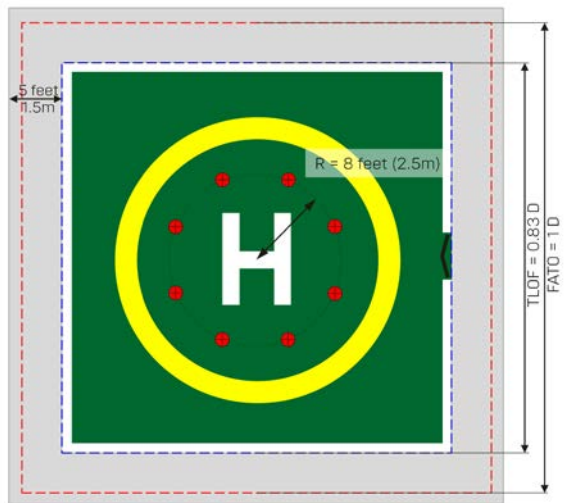 5 feet
1.5m
R = 8 feet (2.5m)
H
TLOF = 0.83 D
FATO = 1 D